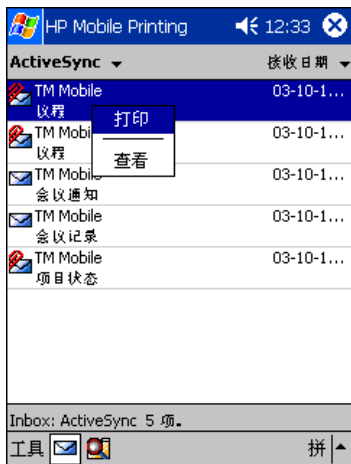 HP Mobile Printing 12:33
ActiveSync 接收日期
TM Mobile 03-10-1...
议程
TM Mobi 03-10-1...
议程
打印
查看
TM Mobile 03-10-1...
会议通知
TM Mobile 03-10-1...
会议记录
TM Mobile 03-10-1...
项目状态
Inbox: ActiveSync 5 项。
工具 拼